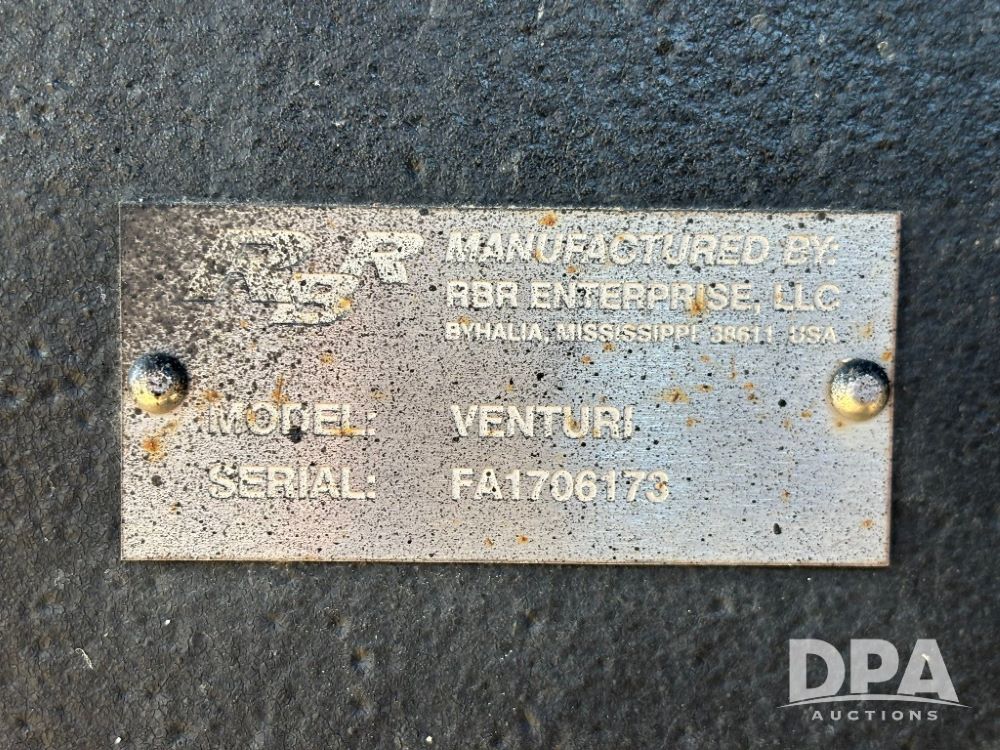 RBR
MANUFACTURED BY:
RBR ENTERPRISE, LLC
BYHALIA, MISSISSIPPI 38611 USA
MODEL: VENTURI
SERIAL: FA1706173
DPA
AUCTIONS